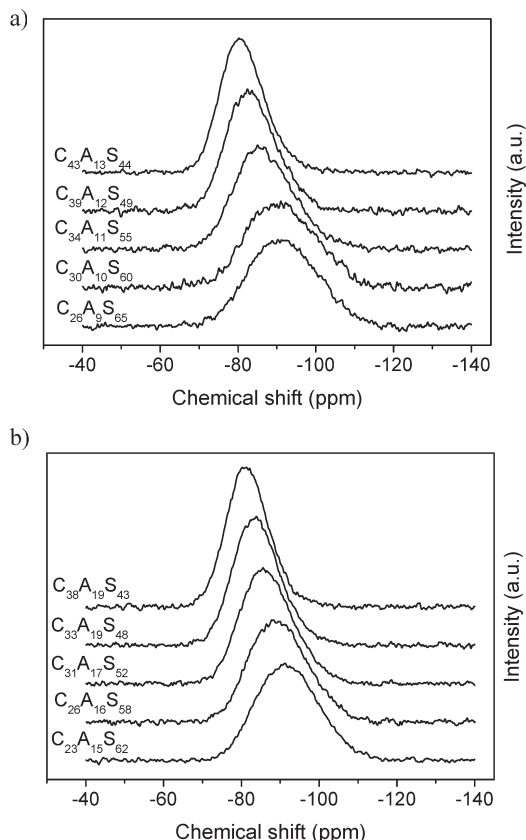 a)
C43A13S44
C39A12S49
C34A11S55
C30A10S60
C26A9S65
Intensity (a.u.)
-40 -60 -80 -100 -120 -140
Chemical shift (ppm)
b)
C38A19S43
C33A19S48
C31A17S52
C26A16S58
C23A15S62
Intensity (a.u.)
-40 -60 -80 -100 -120 -140
Chemical shift (ppm)